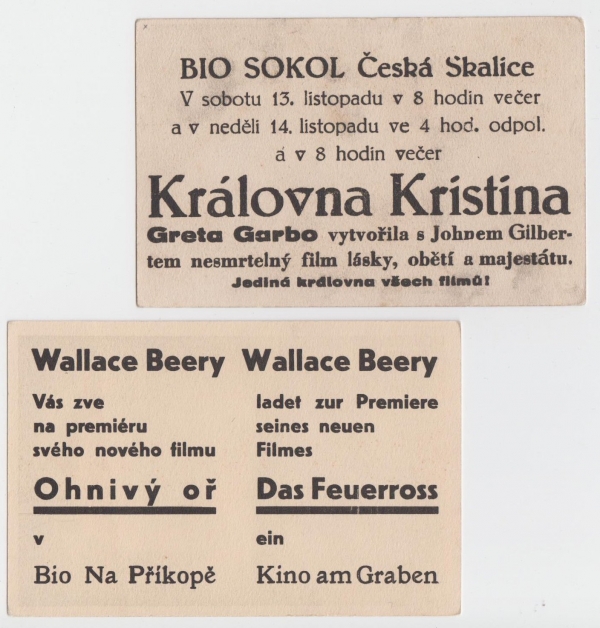 BIO SOKOL Česká Skalice
V sobotu 13. listopadu v 8 hodin večer
a v neděli 14. listopadu ve 4 hod. odpol.
a v 8 hodin večer
Královna Kristina
Greta Garbo vytvořila s Johnem Gilber-
tem nesmrtelný film lásky, obětí a majestátu.
Jediná královna všech filmů!
Wallace Beery
Vás zve
na premiéru
svého nového filmu
Ohnivý oř
v
Bio Na Příkopě
Wallace Beery
ladet zur Premiere
seines neuen
Filmes
Das Feuerross
ein
Kino am Graben